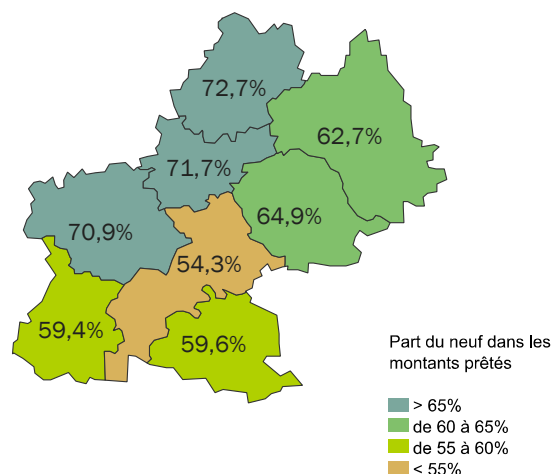 72,7%
62,7%
71,7%
64,9%
70,9%
54,3%
59,4%
59,6%
Part du neuf dans les
montants prêtés
> 65%
de 60 à 65%
de 55 à 60%
< 55%